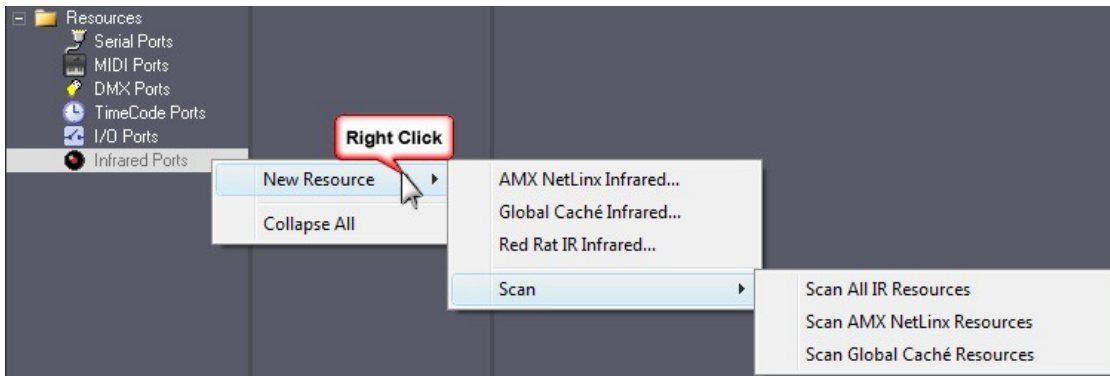 Resources
Serial Ports
MIDI Ports
DMX Ports
TimeCode Ports
I/O Ports
Infrared Ports
Right Click
New Resource
Collapse All
AMX NetLinx Infrared...
Global Caché Infrared...
Red Rat IR Infrared...
Scan
Scan All IR Resources
Scan AMX NetLinx Resources
Scan Global Caché Resources